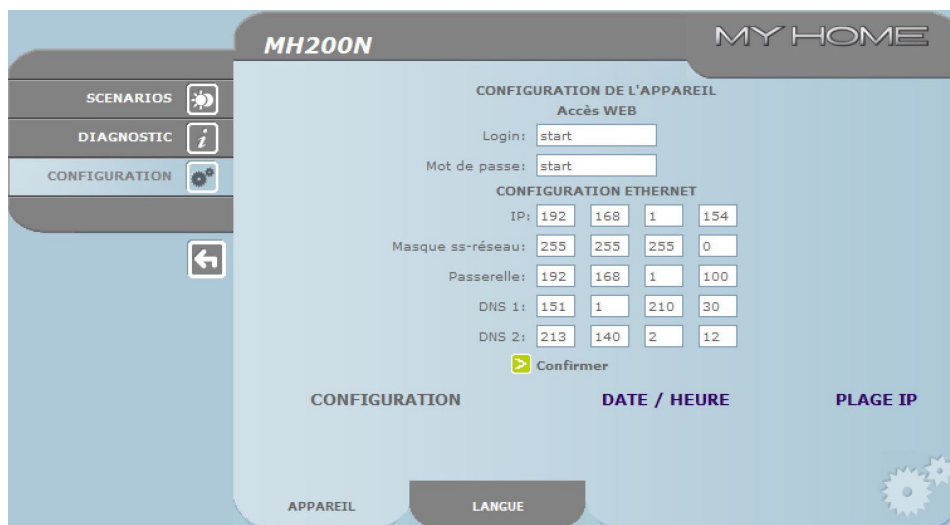 MH200N
MY HOME
SCENARIOS
DIAGNOSTIC
CONFIGURATION
CONFIGURATION DE L'APPAREIL
Accès WEB
Login: start
Mot de passe: start
CONFIGURATION ETHERNET
IP: 192 168 1 154
Masque ss-réseau: 255 255 255 0
Passerelle: 192 168 1 100
DNS 1: 151 1 210 30
DNS 2: 213 140 2 12
> Confirmer
CONFIGURATION DATE / HEURE PLAGE IP
APPAREIL LANGUE